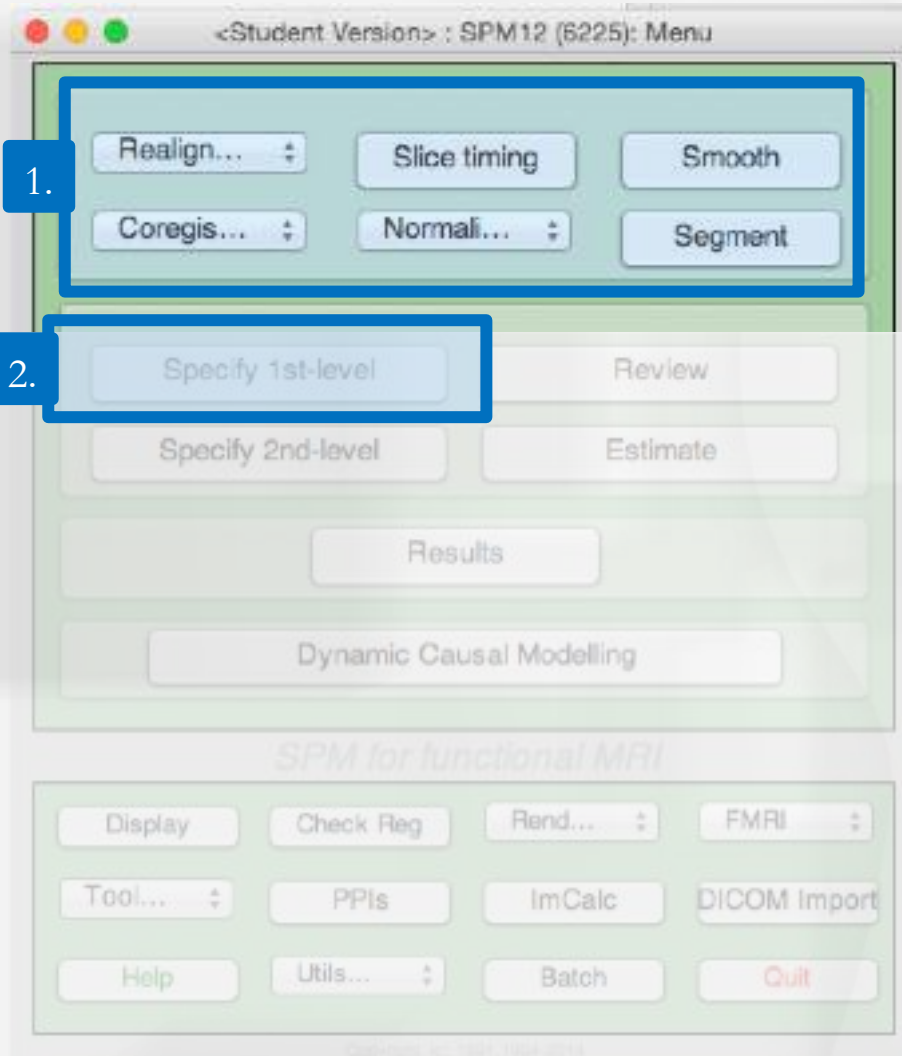 <Student Version> : SPM12 (6225): Menu
1.
Realign... Slice timing Smooth
Coregis... Normali... Segment
2.
Specify 1st-level Review
Specify 2nd-level Estimate
Results
Dynamic Causal Modelling
SPM for functional MRI
Display Check Reg Rend... FMRI
Tool... PPIs ImCalc DICOM Import
Help Utils... Batch Quit